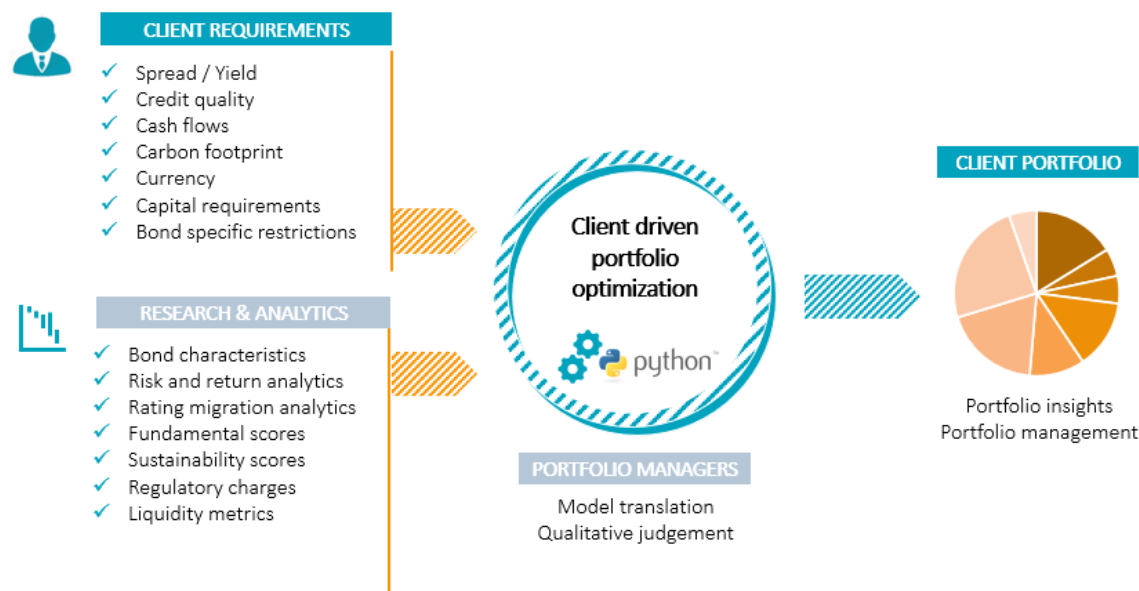 CLIENT REQUIREMENTS
Spread / Yield
Credit quality
Cash flows
Carbon footprint
Currency
Capital requirements
Bond specific restrictions
RESEARCH & ANALYTICS
Bond characteristics
Risk and return analytics
Rating migration analytics
Fundamental scores
Sustainability scores
Regulatory charges
Liquidity metrics
Client driven
portfolio
optimization
python™
PORTFOLIO MANAGERS
Model translation
Qualitative judgement
CLIENT PORTFOLIO
Portfolio insights
Portfolio management